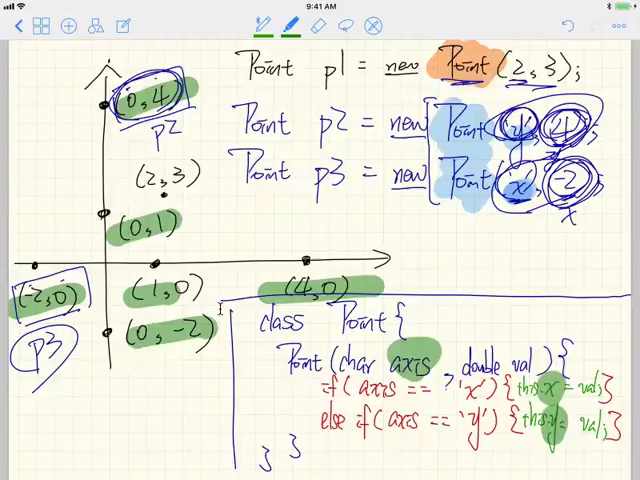 9:41 AM
Point p1 = new Point(2,3);
(0,4)
p2
Point p2 = new Point('y', 4);
Point p3 = new Point('x', -2);
x
(2,3)
(0,1)
(-2,0) (1,0) (4,0)
p3
(0,-2)
class Point {
Point(char axis, double val) {
if( axis == 'x') {this.x = val;}
else if(axis == 'y') {this.y= val;}
}
}